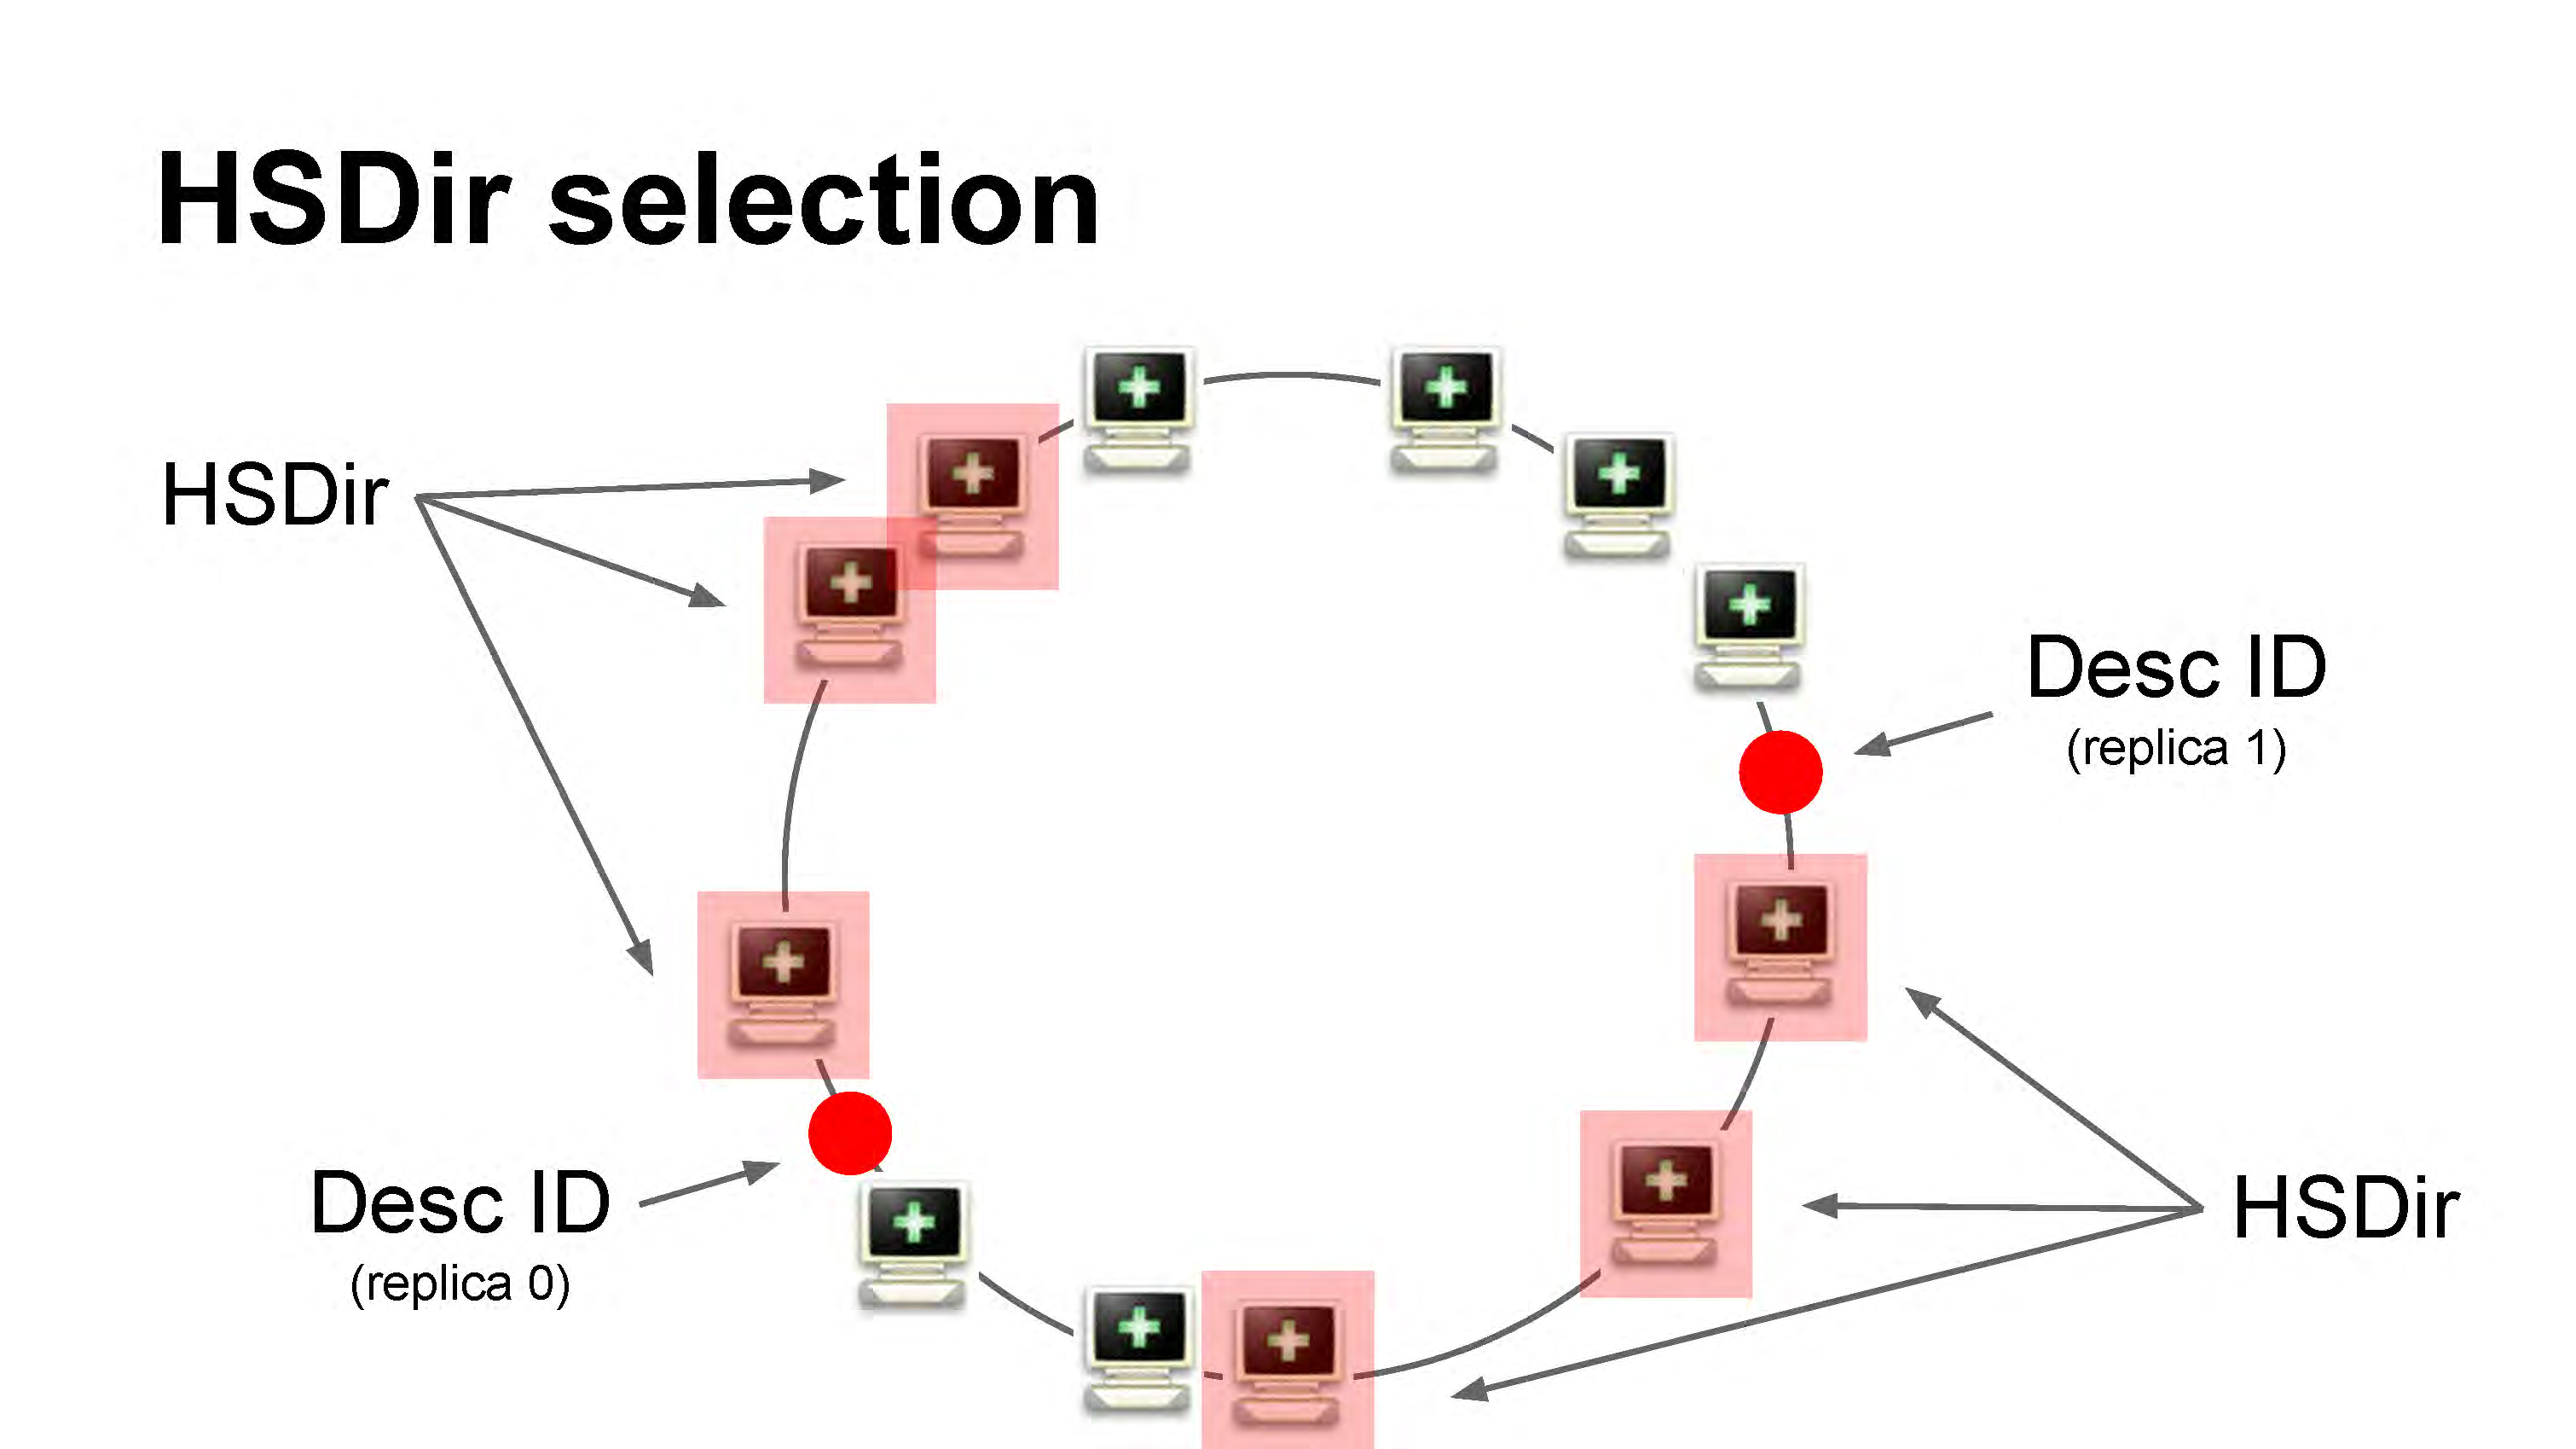 HSDir selection
HSDir
Desc ID
(replica 1)
Desc ID
(replica 0)
HSDir